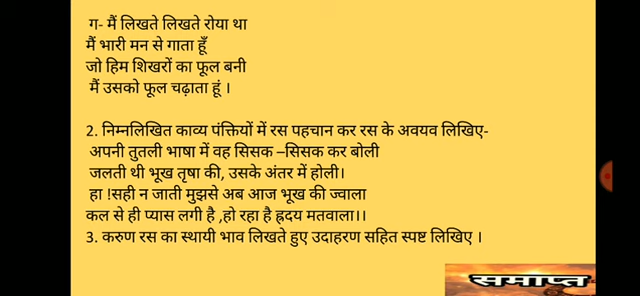 ग- मैं लिखते लिखते रोया था
मैं भारी मन से गाता हूँ
जो हिम शिखरों का फूल बनी
मैं उसको फूल चढ़ाता हूं ।
2. निम्नलिखित काव्य पंक्तियों में रस पहचान कर रस के अवयव लिखिए-
अपनी तुतली भाषा में वह सिसक –सिसक कर बोली
जलती थी भूख तृषा की, उसके अंतर में होली।
हा !सही न जाती मुझसे अब आज भूख की ज्वाला
कल से ही प्यास लगी है ,हो रहा है ह्रदय मतवाला।।
3. करुण रस का स्थायी भाव लिखते हुए उदाहरण सहित स्पष्ट लिखिए ।
समाप्त